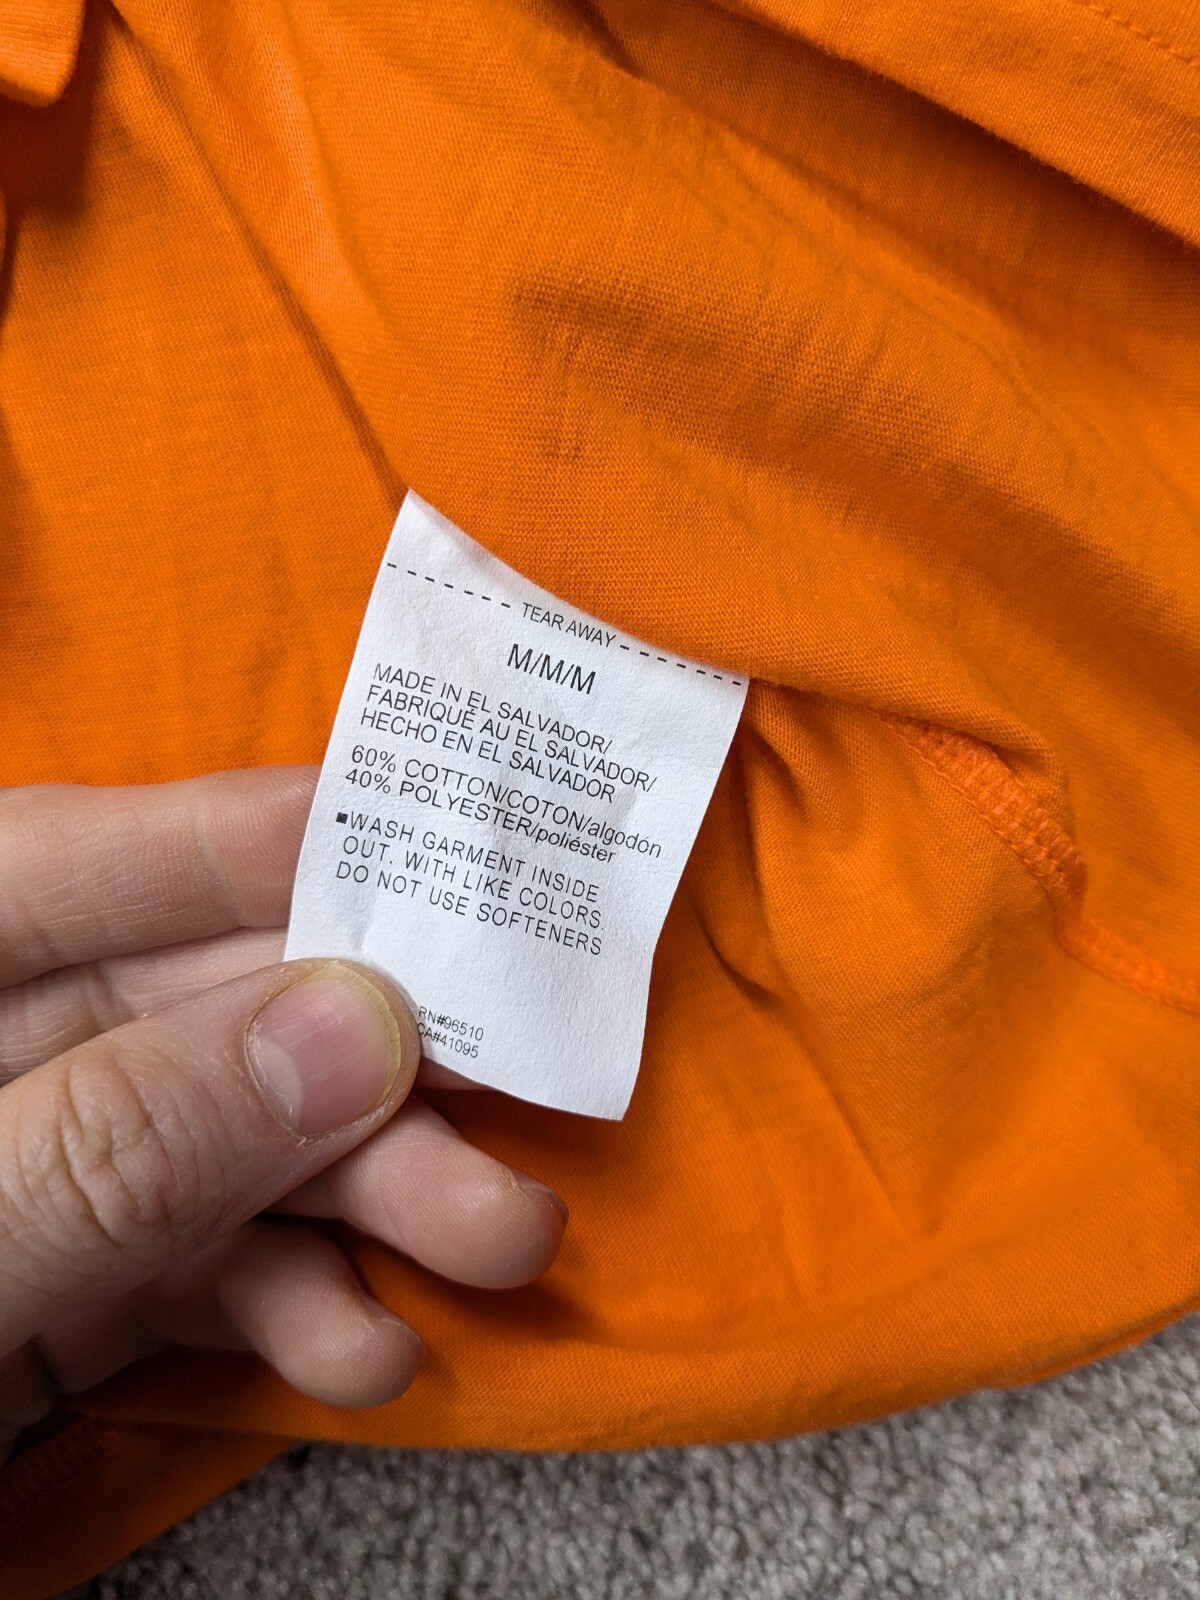 TEAR AWAY
M/M/M
MADE IN EL SALVADOR/
FABRIQUÉ AU EL SALVADOR/
HECHO EN EL SALVADOR
60% COTTON/COTON/algodón
40% POLYESTER/poliéster
■WASH GARMENT INSIDE
OUT, WITH LIKE COLORS.
DO NOT USE SOFTENERS
RN#96510
CA#41095